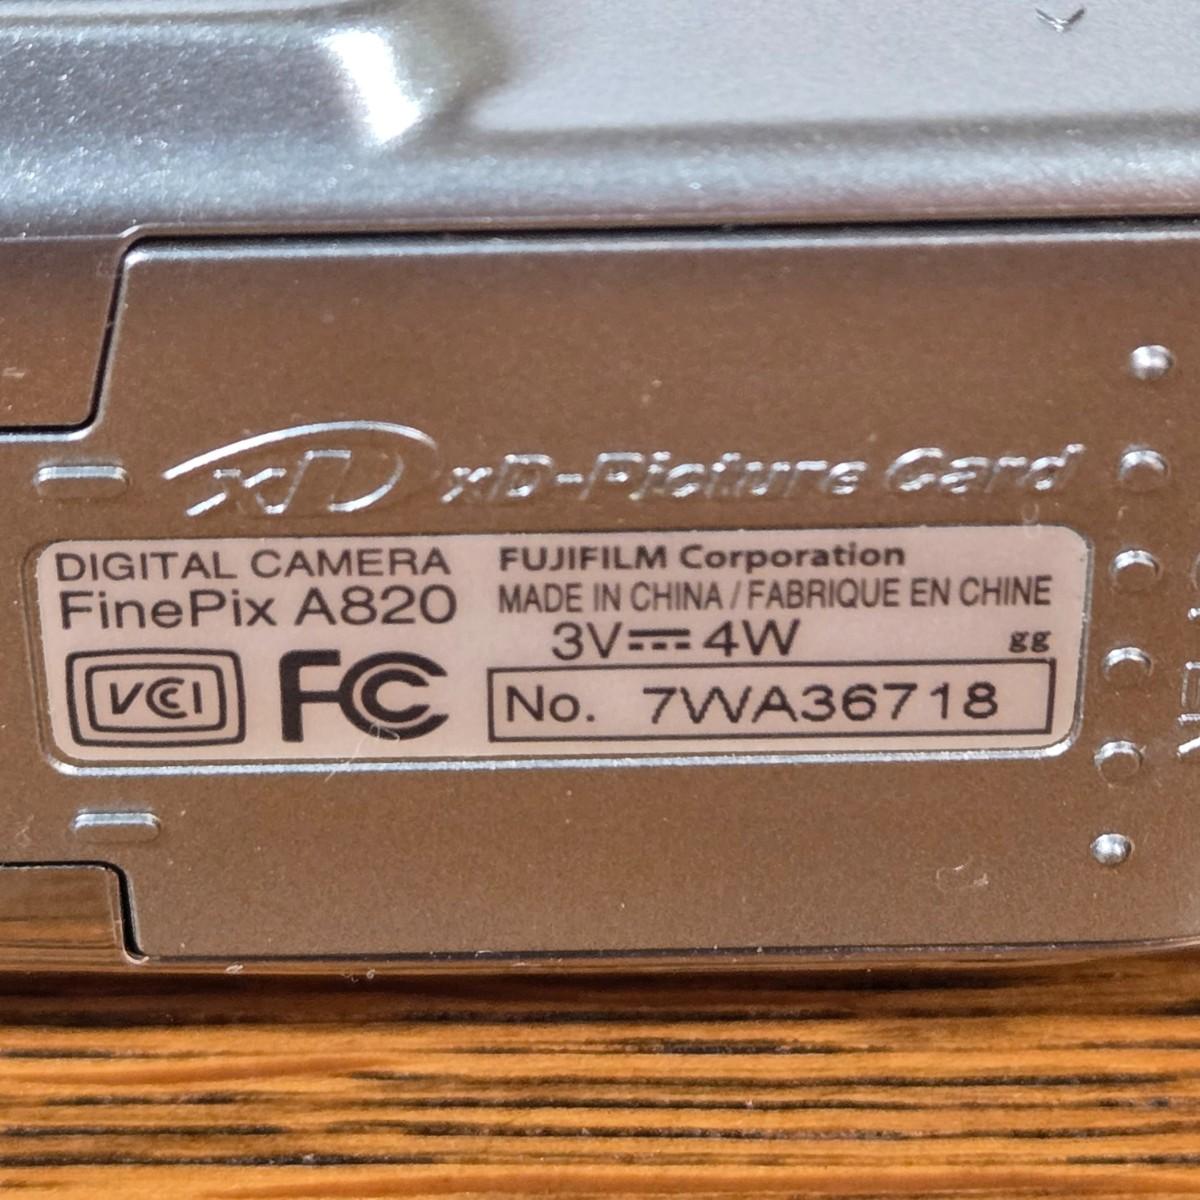 xD xD-Picture Card
DIGITAL CAMERA
FinePix A820
VCCI FC
FUJIFILM Corporation
MADE IN CHINA / FABRIQUE EN CHINE
3V⎓4W gg
No. 7WA36718